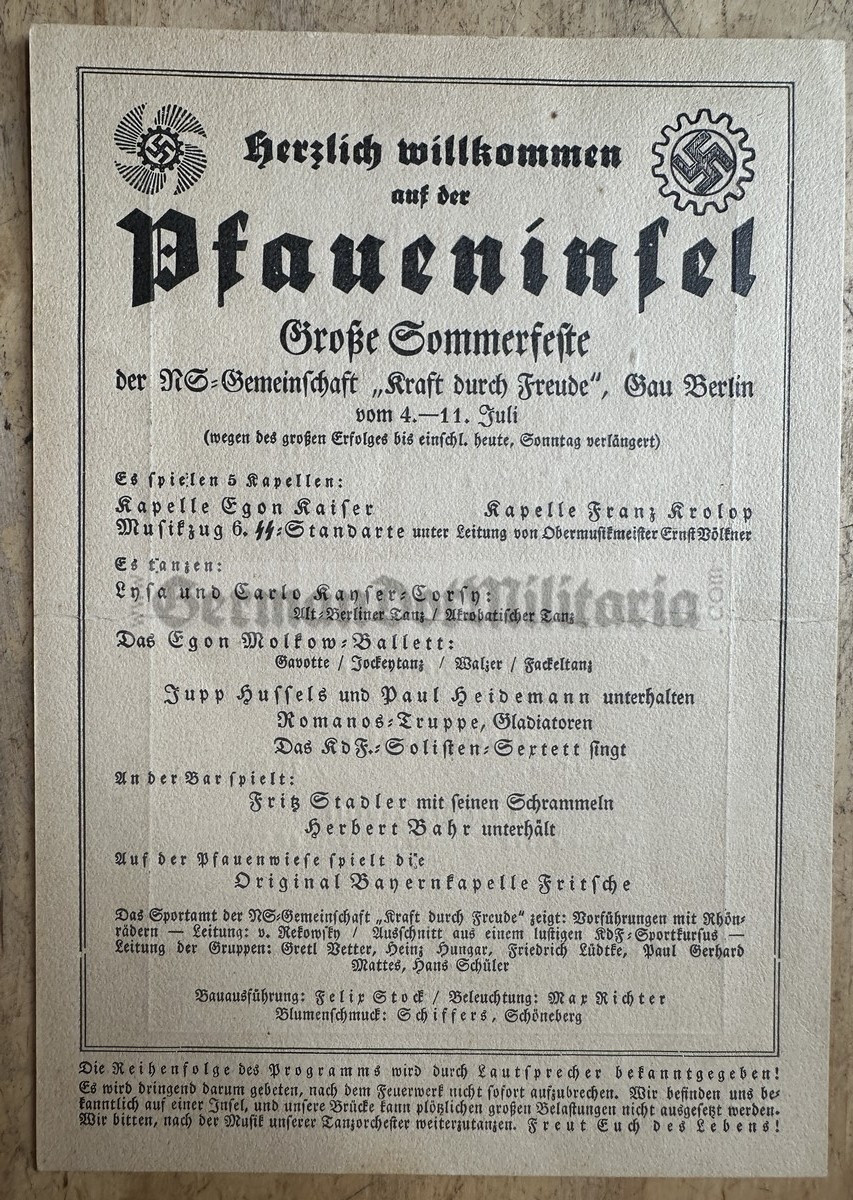 Herzlich willkommen
auf der
Pfaueninsel
Große Sommerfeste
der NS-Gemeinschaft „Kraft durch Freude“, Gau Berlin
vom 4.—11. Juli
(wegen des großen Erfolges bis einschl. heute, Sonntag verlängert)
Es spielen 5 Kapellen:
Kapelle Egon Kaiser Kapelle Franz Krolop
Musikzug 6. SS-Standarte unter Leitung von Obermusikmeister Ernst Völkner
Es tanzen:
Lysa und Carlo Kayser-Corsy:
Alt-Berliner Tanz / Akrobatischer Tanz
Das Egon Molkow-Ballett:
Gavotte / Jockeytanz / Walzer / Fackeltanz
Jupp Hussels und Paul Heidemann unterhalten
Romanos-Truppe, Gladiatoren
Das KdF.-Solisten-Sextett singt
An der Bar spielt:
Fritz Stadler mit seinen Schrammeln
Herbert Bahr unterhält
Auf der Pfauenwiese spielt die
Original Bayernkapelle Fritsche
Das Sportamt der NS-Gemeinschaft „Kraft durch Freude“ zeigt: Vorführungen mit Rhön-
rädern — Leitung: v. Rekowsky / Ausschnitt aus einem lustigen KdF-Sportkursus —
Leitung der Gruppen: Gretl Vetter, Heinz Hungar, Friedrich Lüdtke, Paul Gerhard
Mattes, Hans Schüler
Bauausführung: Felix Stock / Beleuchtung: Max Richter
Blumenschmuck: Schiffers, Schöneberg
Die Reihenfolge des Programms wird durch Lautsprecher bekanntgegeben!
Es wird dringend darum gebeten, nach dem Feuerwerk nicht sofort aufzubrechen. Wir befinden uns be-
kanntlich auf einer Insel, und unsere Brücke kann plötzlichen großen Belastungen nicht ausgesetzt werden.
Wir bitten, nach der Musik unserer Tanzorchester weiterzutanzen. Freut Euch des Lebens!